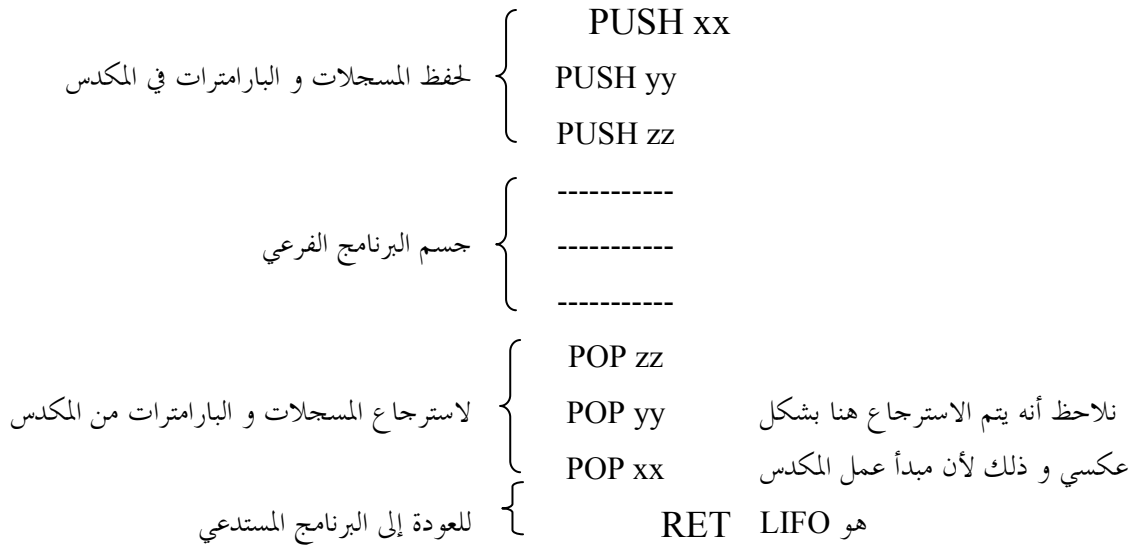 PUSH xx
لحفظ المسجلات و البارامترات في المكدس PUSH yy
PUSH zz
-----------
جسم البرنامج الفرعي -----------
-----------
POP zz
نلاحظ أنه يتم الاسترجاع هنا بشكل POP yy لاسترجاع المسجلات و البارامترات من المكدس
عكسي و ذلك لأن مبدأ عمل المكدس POP xx
هو LIFO RET للعودة إلى البرنامج المستدعي